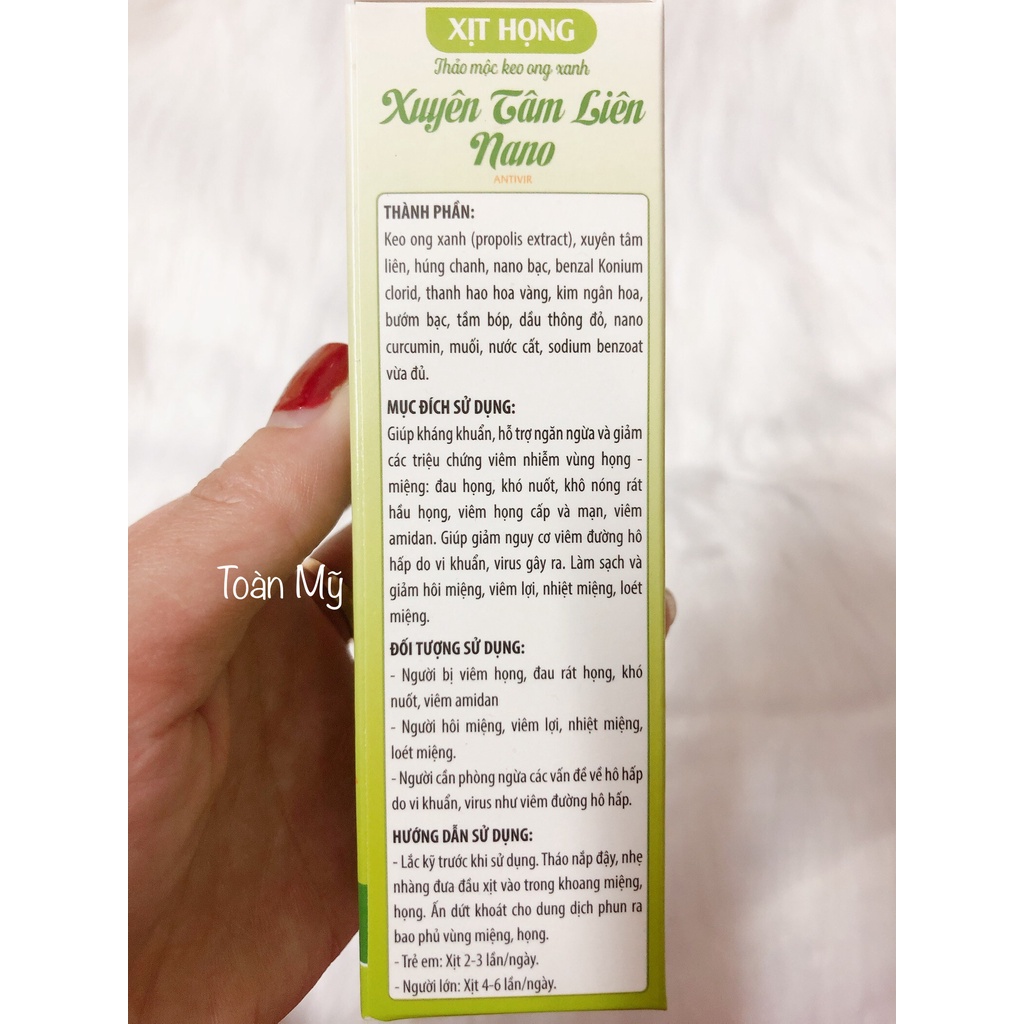 XỊT HỌNG
Thảo mộc keo ong xanh
Xuyên Tâm Liên
Nano
ANTIVIR
THÀNH PHẦN:
Keo ong xanh (propolis extract), xuyên tâm
liên, húng chanh, nano bạc, benzal Konium
clorid, thanh hao hoa vàng, kim ngân hoa,
bướm bạc, tầm bóp, dầu thông đỏ, nano
curcumin, muối, nước cất, sodium benzoat
vừa đủ.
MỤC ĐÍCH SỬ DỤNG:
Giúp kháng khuẩn, hỗ trợ ngăn ngừa và giảm
các triệu chứng viêm nhiễm vùng họng -
miệng: đau họng, khó nuốt, khô nóng rát
hầu họng, viêm họng cấp và mạn, viêm
amidan. Giúp giảm nguy cơ viêm đường hô
hấp do vi khuẩn, virus gây ra. Làm sạch và
giảm hôi miệng, viêm lợi, nhiệt miệng, loét
miệng.
ĐỐI TƯỢNG SỬ DỤNG:
- Người bị viêm họng, đau rát họng, khó
nuốt, viêm amidan
- Người hôi miệng, viêm lợi, nhiệt miệng,
loét miệng.
- Người cần phòng ngừa các vấn đề về hô hấp
do vi khuẩn, virus như viêm đường hô hấp.
HƯỚNG DẪN SỬ DỤNG:
- Lắc kỹ trước khi sử dụng. Tháo nắp đậy, nhẹ
nhàng đưa đầu xịt vào trong khoang miệng,
họng. Ấn dứt khoát cho dung dịch phun ra
bao phủ vùng miệng, họng.
- Trẻ em: Xịt 2-3 lần/ngày.
- Người lớn: Xịt 4-6 lần/ngày.
Toàn Mỹ